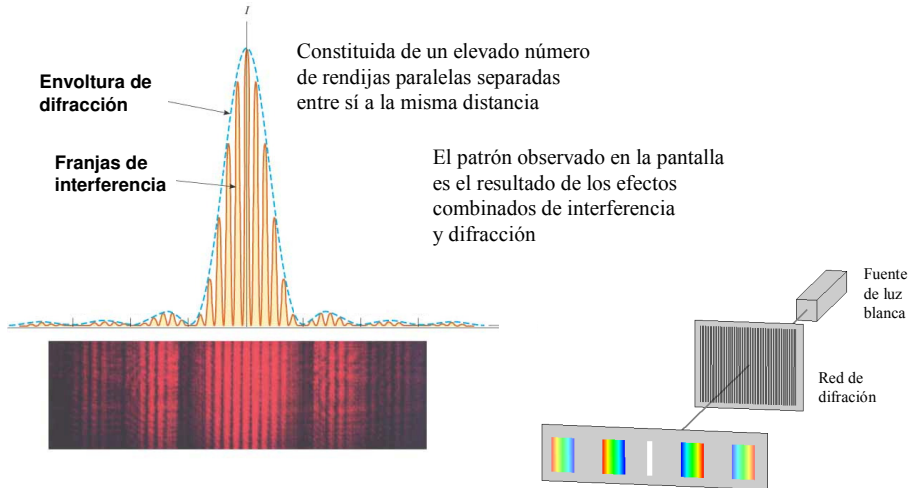 I
Constituida de un elevado número
de rendijas paralelas separadas
entre sí a la misma distancia
Envoltura de
difracción
Franjas de
interferencia
El patrón observado en la pantalla
es el resultado de los efectos
combinados de interferencia
y difracción
Fuente
de luz
blanca
Red de
difración